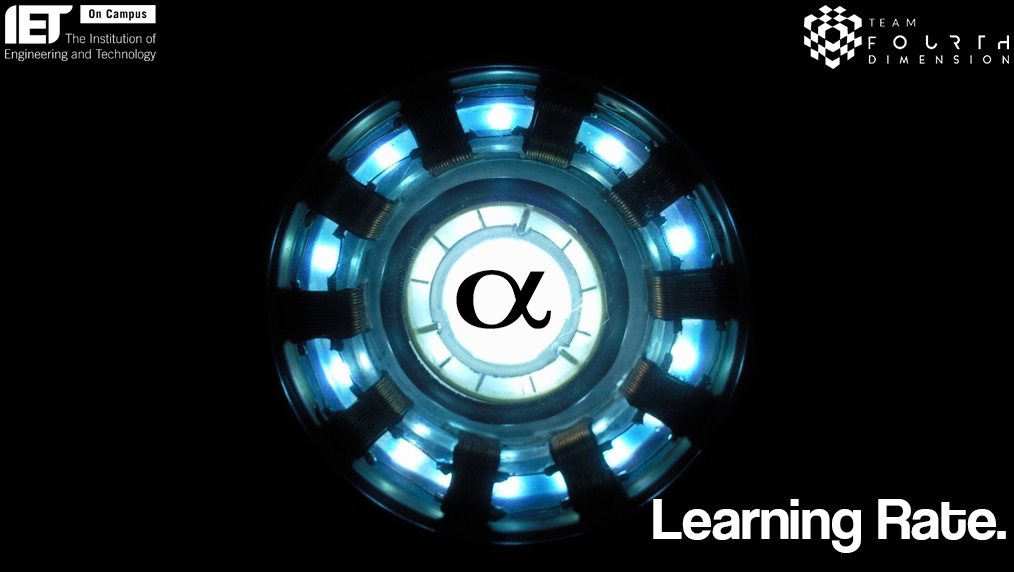 IET On Campus
The Institution of
Engineering and Technology
TEAM
FOURTH
DIMENSION
α
Learning Rate.